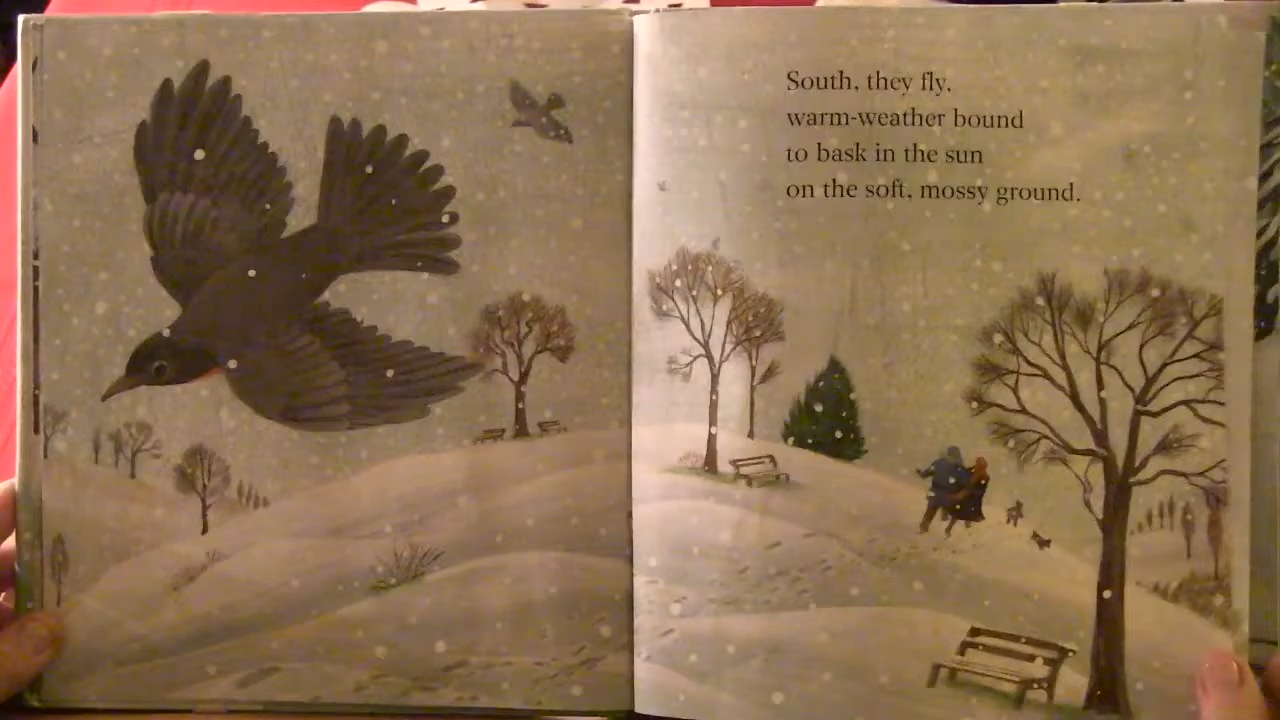 South, they fly,
warm-weather bound
to bask in the sun
on the soft, mossy ground.